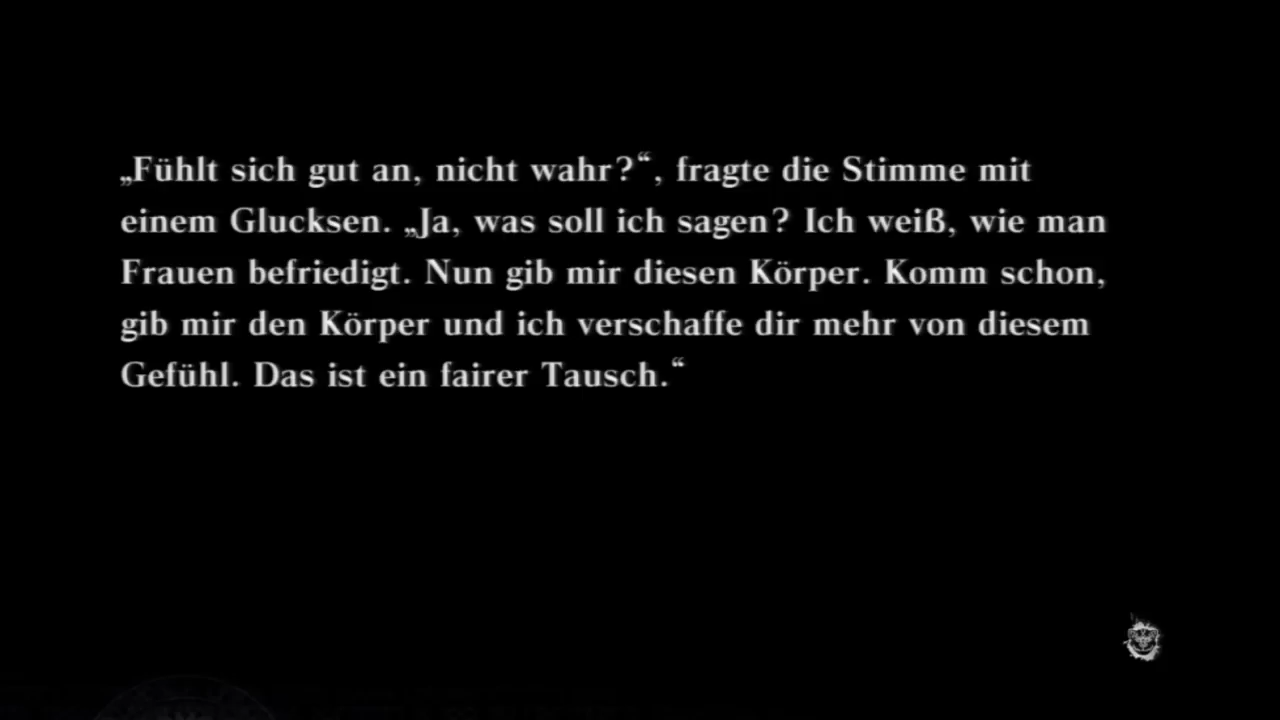 „Fühlt sich gut an, nicht wahr?“, fragte die Stimme mit
einem Glucksen. „Ja, was soll ich sagen? Ich weiß, wie man
Frauen befriedigt. Nun gib mir diesen Körper. Komm schon,
gib mir den Körper und ich verschaffe dir mehr von diesem
Gefühl. Das ist ein fairer Tausch.“